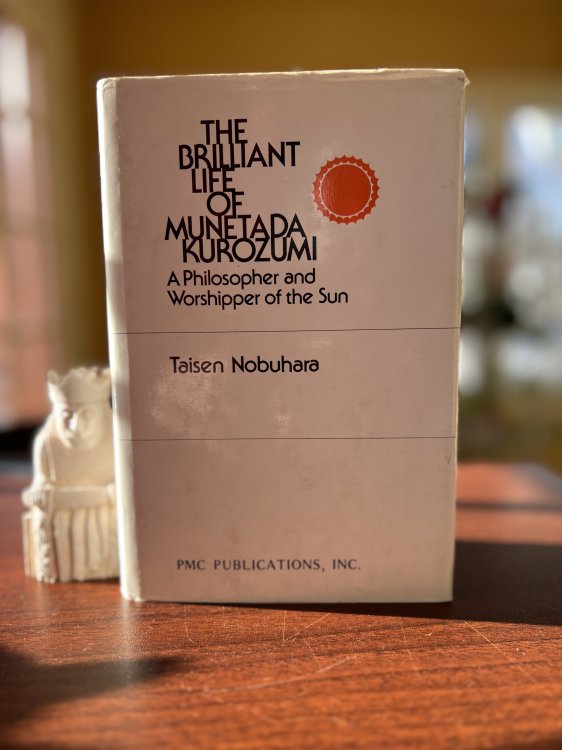 THE
BRILLIANT
LIFE
OF
MUNETADA
KUROZUMI
A Philosopher and
Worshipper of the Sun
Taisen Nobuhara
PMC PUBLICATIONS, INC.